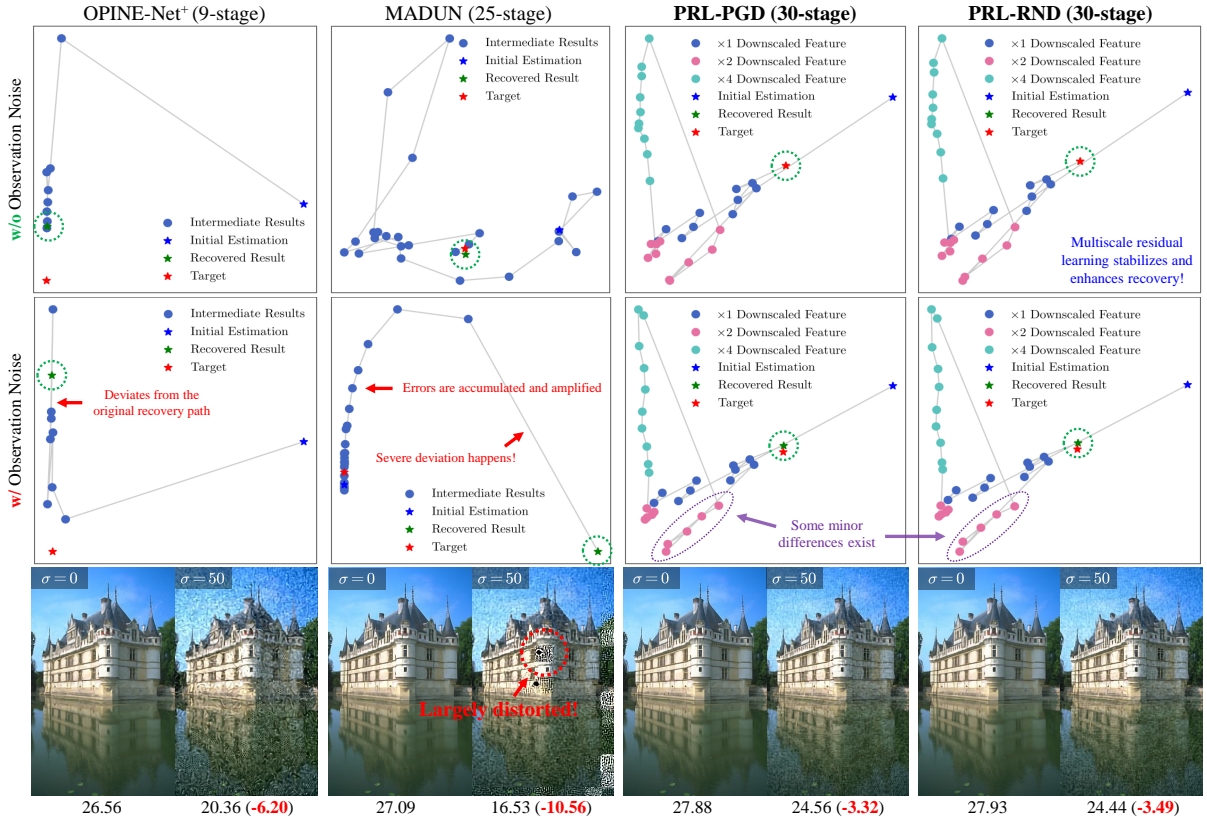 OPINE-Net+ (9-stage)
MADUN (25-stage)
PRL-PGD (30-stage)
PRL-RND (30-stage)
w/o Observation Noise
Intermediate Results
Initial Estimation
Recovered Result
Target
Intermediate Results
Initial Estimation
Recovered Result
Target
×1 Downscaled Feature
×2 Downscaled Feature
×4 Downscaled Feature
Initial Estimation
Recovered Result
Target
×1 Downscaled Feature
×2 Downscaled Feature
×4 Downscaled Feature
Initial Estimation
Recovered Result
Target
Multiscale residual
learning stabilizes and
enhances recovery!
w/ Observation Noise
Intermediate Results
Initial Estimation
Recovered Result
Target
Deviates from the
original recovery path
Errors are accumulated and amplified
Severe deviation happens!
Intermediate Results
Initial Estimation
Recovered Result
Target
×1 Downscaled Feature
×2 Downscaled Feature
×4 Downscaled Feature
Initial Estimation
Recovered Result
Target
Some minor
differences exist
×1 Downscaled Feature
×2 Downscaled Feature
×4 Downscaled Feature
Initial Estimation
Recovered Result
Target
σ = 0
σ = 50
σ = 0
σ = 50
σ = 0
σ = 50
σ = 0
σ = 50
Largely distorted!
26.56
20.36 (-6.20)
27.09
16.53 (-10.56)
27.88
24.56 (-3.32)
27.93
24.44 (-3.49)